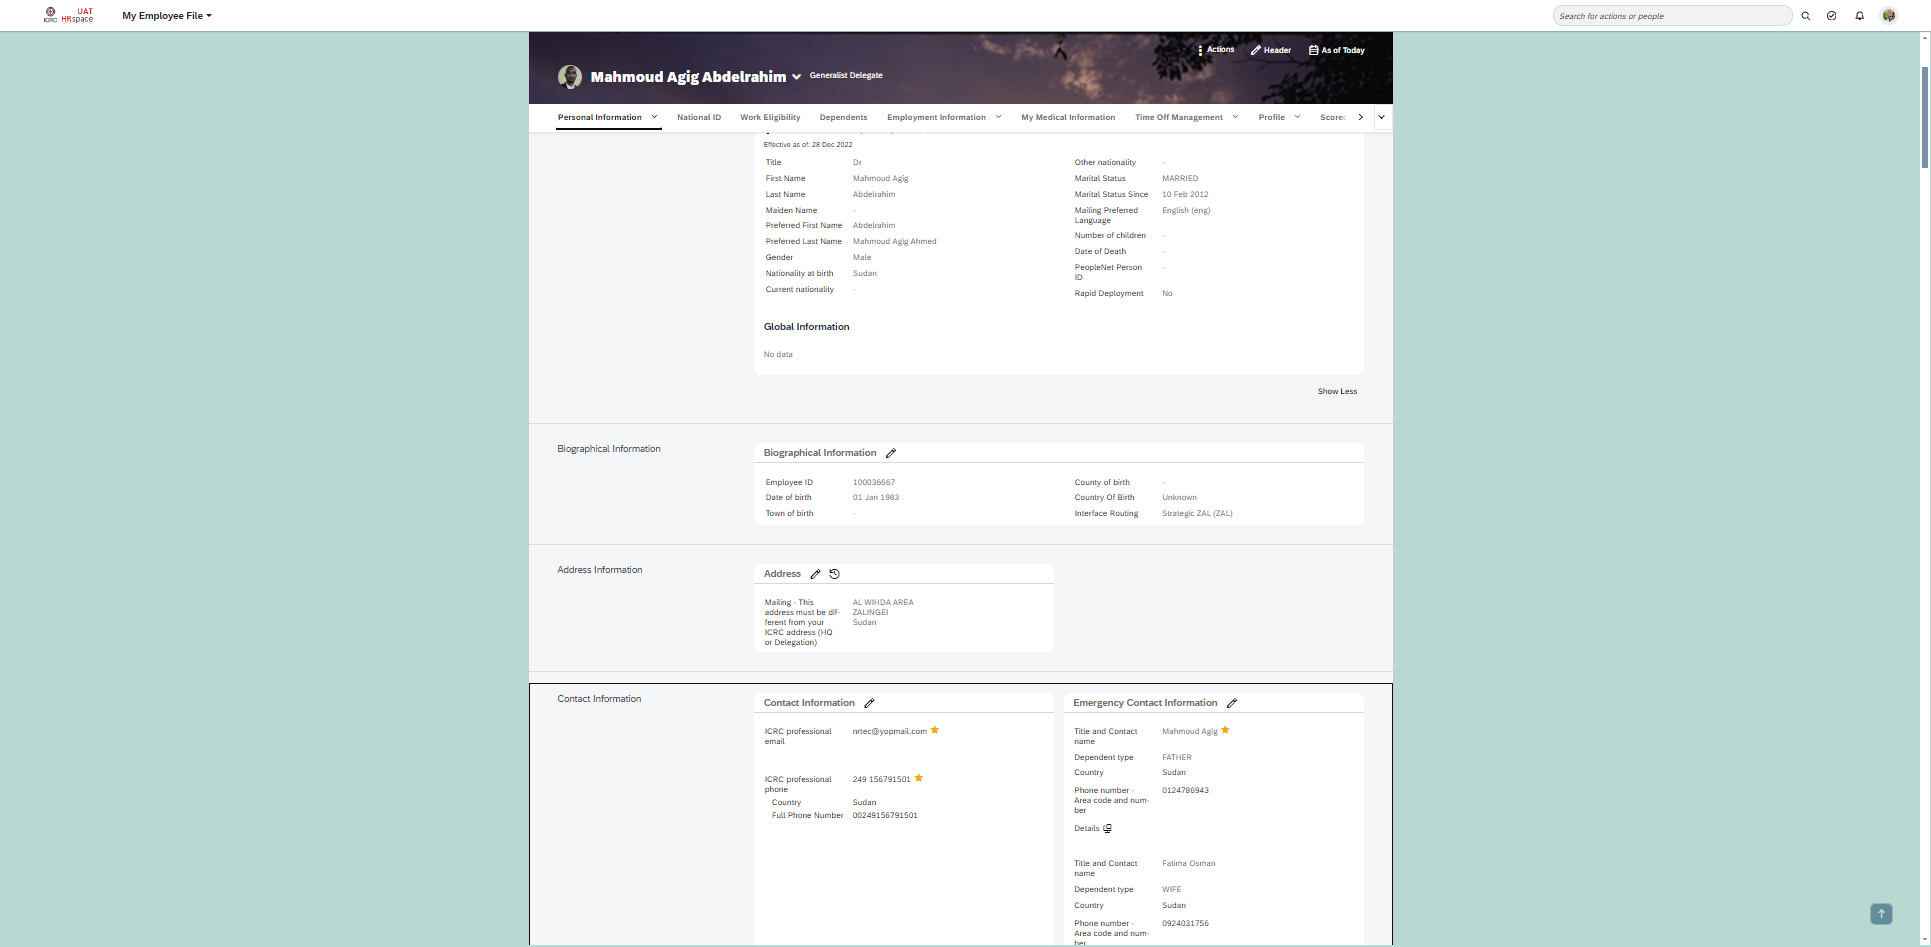 ICRC UAT HRspace
My Employee File
Search for actions or people
Actions
Header
As of Today
Mahmoud Agig Abdelrahim
Generalist Delegate
Personal Information
National ID
Work Eligibility
Dependents
Employment Information
My Medical Information
Time Off Management
Profile
Effective as of: 28 Dec 2022
Title Dr
First Name Mahmoud Agig
Last Name Abdelrahim
Maiden Name -
Preferred First Name Abdelrahim
Preferred Last Name Mahmoud Agig Ahmed
Gender Male
Nationality at birth Sudan
Current nationality -
Other nationality -
Marital Status MARRIED
Marital Status Since 10 Feb 2012
Mailing Preferred English (eng)
Language
Number of children -
Date of Death -
PeopleNet Person -
ID
Rapid Deployment No
Global Information
No data
Show Less
Biographical Information
Biographical Information
Employee ID 100036667
Date of birth 01 Jan 1983
Town of birth -
County of birth -
Country Of Birth Unknown
Interface Routing Strategic ZAL (ZAL)
Address Information
Address
Mailing - This AL WIHDA AREA
address must be dif- ZALINGEI
ferent from your Sudan
ICRC address (HQ
or Delegation)
Contact Information
Contact Information
ICRC professional nrtec@yopmail.com
email
ICRC professional 249 156791501
phone
Country Sudan
Full Phone Number 00249156791501
Emergency Contact Information
Title and Contact Mahmoud Agig
name
Dependent type FATHER
Country Sudan
Phone number - 0124786943
Area code and num-
ber
Details
Title and Contact Fatima Osman
name
Dependent type WIFE
Country Sudan
Phone number - 0924031756
Area code and num-
ber